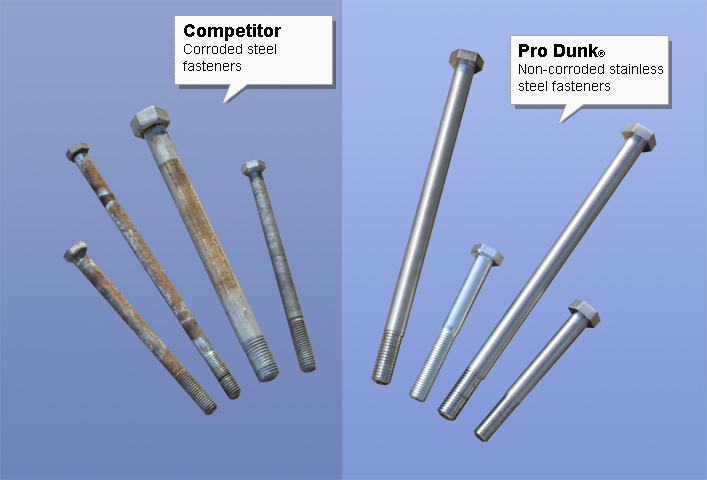 Competitor
Corroded steel
fasteners
Pro Dunk®
Non-corroded stainless
steel fasteners